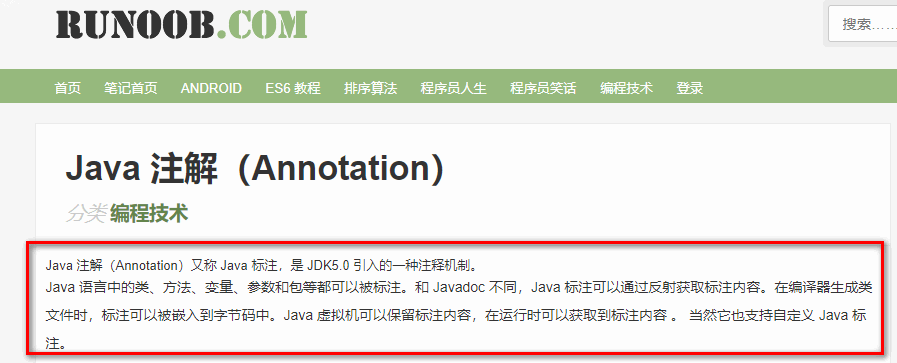 RUNOOB.COM
搜索……
首页 笔记首页 ANDROID ES6 教程 排序算法 程序员人生 程序员笑话 编程技术 登录
Java 注解（Annotation）
分类 编程技术
Java 注解（Annotation）又称 Java 标注，是 JDK5.0 引入的一种注释机制。
Java 语言中的类、方法、变量、参数和包等都可以被标注。和 Javadoc 不同，Java 标注可以通过反射获取标注内容。在编译器生成类
文件时，标注可以被嵌入到字节码中。Java 虚拟机可以保留标注内容，在运行时可以获取到标注内容 。 当然它也支持自定义 Java 标
注。